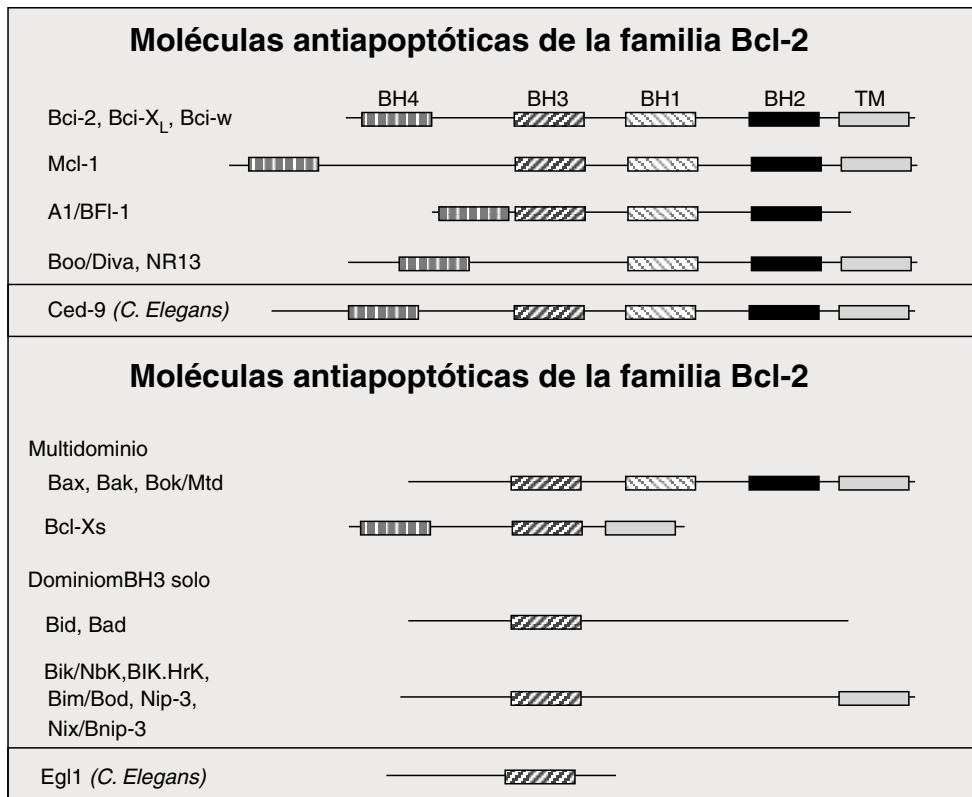 Moléculas antiapoptóticas de la familia Bcl-2
BH4 BH3 BH1 BH2 TM
Bci-2, Bci-XL, Bci-w
Mcl-1
A1/BFl-1
Boo/Diva, NR13
Ced-9 (C. Elegans)
Moléculas antiapoptóticas de la familia Bcl-2
Multidominio
Bax, Bak, Bok/Mtd
Bcl-Xs
DominiomBH3 solo
Bid, Bad
Bik/NbK,BIK.HrK,
Bim/Bod, Nip-3,
Nix/Bnip-3
Egl1 (C. Elegans)